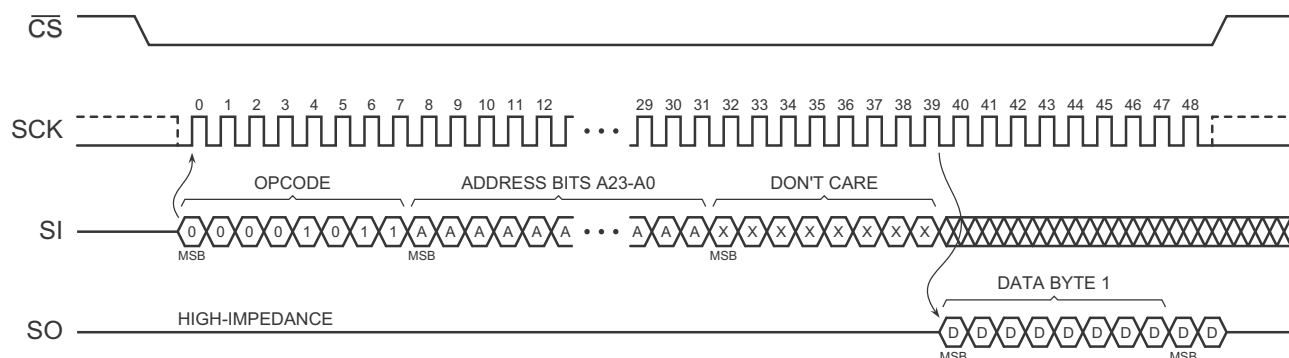 CS
0 1 2 3 4 5 6 7 8 9 10 11 12 29 30 31 32 33 34 35 36 37 38 39 40 41 42 43 44 45 46 47 48
SCK
OPCODE ADDRESS BITS A23-A0 DON'T CARE
SI 0 0 0 0 1 0 1 1 A A A A A A A A A X X X X X X X X
MSB MSB MSB
DATA BYTE 1
HIGH-IMPEDANCE
SO D D D D D D D D D D
MSB MSB